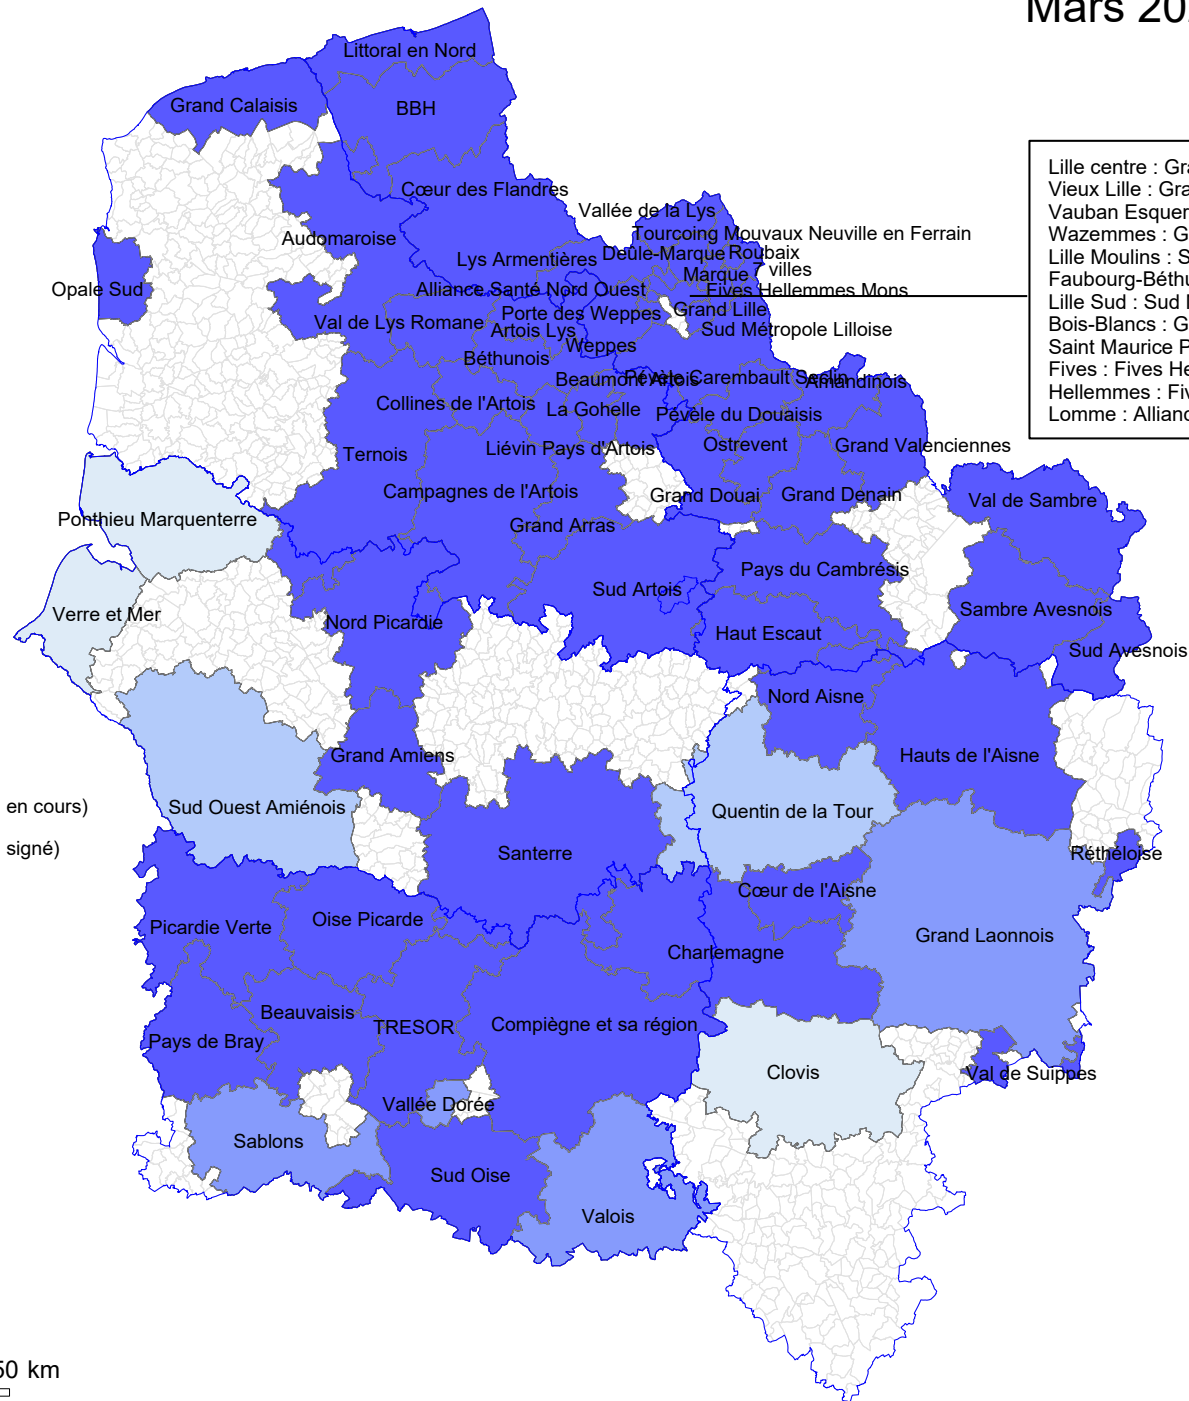 Mars 20
Littoral en Nord
Grand Calaisis
BBH
Lille centre : Gra
Vieux Lille : Gra
Vauban Esquer
Wazemmes : G
Lille Moulins : S
Faubourg-Béthu
Lille Sud : Sud
Bois-Blancs : G
Saint Maurice P
Fives : Fives He
Hellemmes : Fiv
Lomme : Allianc
Cœur des Flandres
Vallée de la Lys
Audomaroise
Tourcoing Mouvaux Neuville en Ferrain
Lys Armentières
Deûle-Marque
Roubaix
Marque
7 villes
Opale Sud
Alliance Santé Nord Ouest
Fives Hellemmes Mons
Val de Lys Romane
Porte des Weppes
Grand Lille
Artois Lys
Sud Métropole Lilloise
Weppes
Béthunois
Beaumont Artois
Pévèle Carembault Seclin
Amandinois
Collines de l'Artois
La Gohelle
Pévèle du Douaisis
Ternois
Liévin Pays d'Artois
Ostrevent
Grand Valenciennes
Campagnes de l'Artois
Grand Douai
Grand Denain
Val de Sambre
Ponthieu Marquenterre
Grand Arras
Pays du Cambrésis
Sud Artois
Verre et Mer
Nord Picardie
Sambre Avesnois
Haut Escaut
Sud Avesnois
Nord Aisne
Grand Amiens
Hauts de l'Aisne
en cours)
Sud Ouest Amiénois
Quentin de la Tour
signé)
Santerre
Réthéloise
Cœur de l'Aisne
Picardie Verte
Oise Picarde
Grand Laonnois
Charlemagne
Beauvaisis
TRESOR
Compiègne et sa région
Pays de Bray
Clovis
Val de Suippes
Vallée Dorée
Sablons
Sud Oise
Valois
50 km